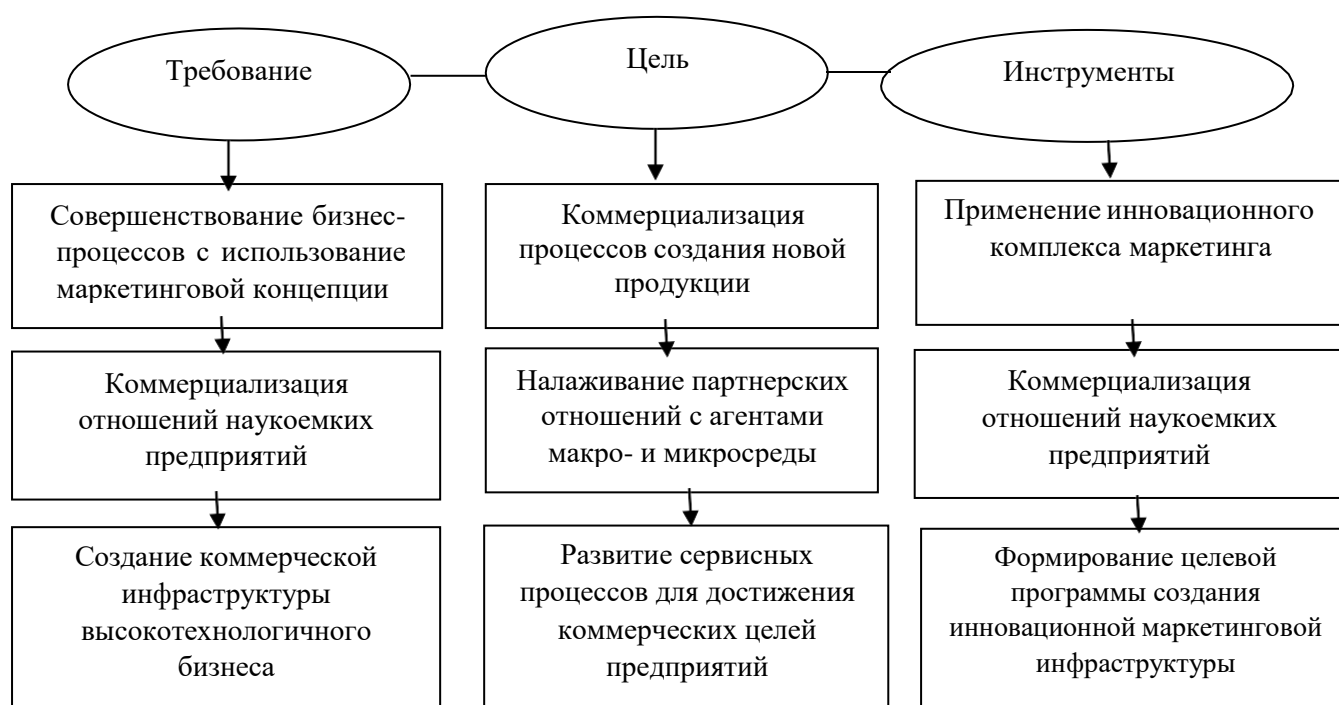 Требование
Цель
Инструменты
Совершенствование бизнес-
процессов с использование
маркетинговой концепции
Коммерциализация
процессов создания новой
продукции
Применение инновационного
комплекса маркетинга
Коммерциализация
отношений наукоемких
предприятий
Налаживание партнерских
отношений с агентами
макро- и микросреды
Коммерциализация
отношений наукоемких
предприятий
Создание коммерческой
инфраструктуры
высокотехнологичного
бизнеса
Развитие сервисных
процессов для достижения
коммерческих целей
предприятий
Формирование целевой
программы создания
инновационной маркетинговой
инфраструктуры